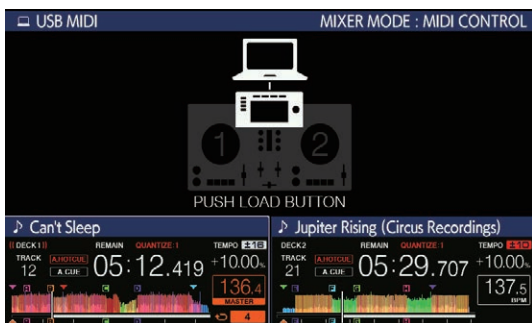 USB MIDI MIXER MODE : MIDI CONTROL
1 2
PUSH LOAD BUTTON
♪ Can't Sleep
DECK1 REMAIN QUANTIZE:1 TEMPO ±16
TRACK A.HOTCUE
12 A.CUE 05:12.419 +10.00%
136.4
MASTER
4
♪ Jupiter Rising (Circus Recordings)
DECK2 REMAIN QUANTIZE:1 TEMPO ±10
TRACK A.HOTCUE
21 A.CUE 05:29.707 +10.00%
137.5
BPM